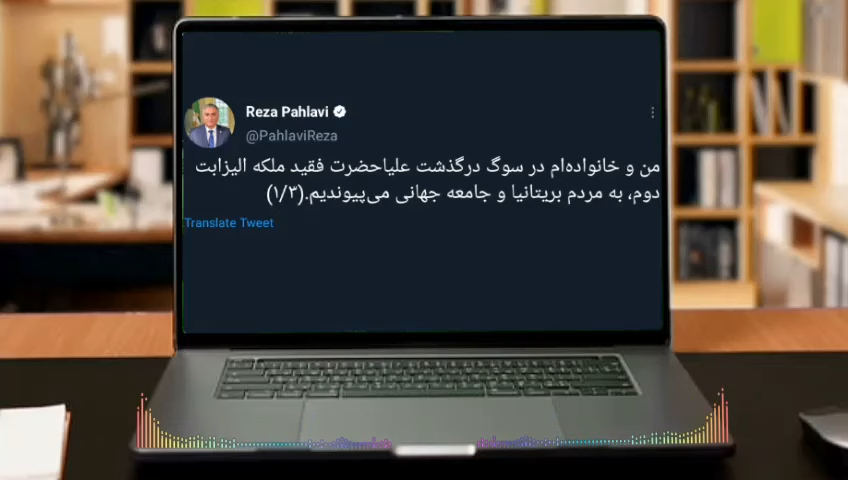 Reza Pahlavi
@PahlaviReza
من و خانواده‌ام در سوگ درگذشت علیاحضرت فقید ملکه الیزابت
دوم، به مردم بریتانیا و جامعه جهانی می‌پیوندیم.(۱/۳)
Translate Tweet